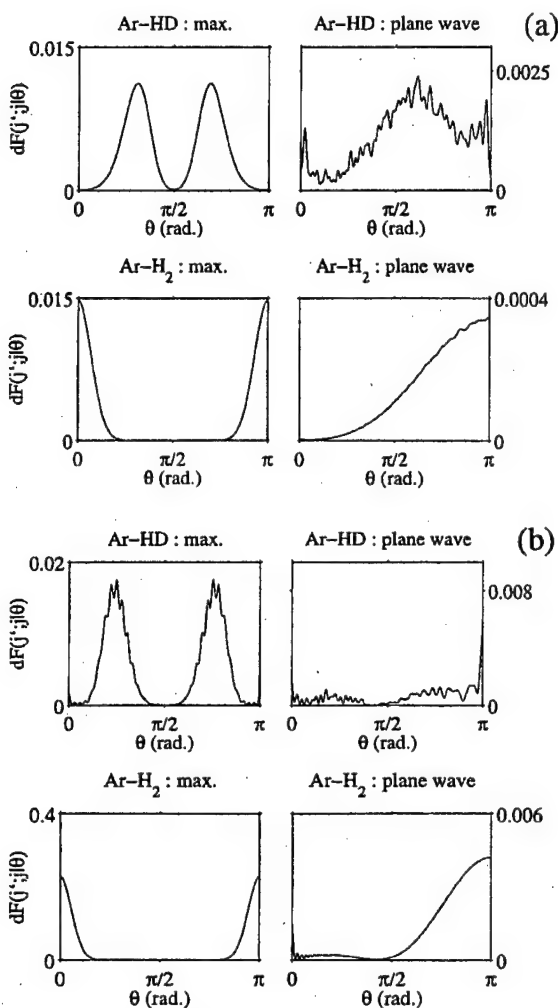 Ar–HD : max. Ar–HD : plane wave (a)
0.015 0.0025
dF(j';j|θ)
0 0
0 π/2 π 0 π/2 π
θ (rad.) θ (rad.)
Ar–H2 : max. Ar–H2 : plane wave
0.015 0.0004
dF(j';j|θ)
0 0
0 π/2 π 0 π/2 π
θ (rad.) θ (rad.)
Ar–HD : max. Ar–HD : plane wave (b)
0.02 0.008
dF(j';j|θ)
0 0
0 π/2 π 0 π/2 π
θ (rad.) θ (rad.)
Ar–H2 : max. Ar–H2 : plane wave
0.4 0.006
dF(j';j|θ)
0 0
0 π/2 π 0 π/2 π
θ (rad.) θ (rad.)